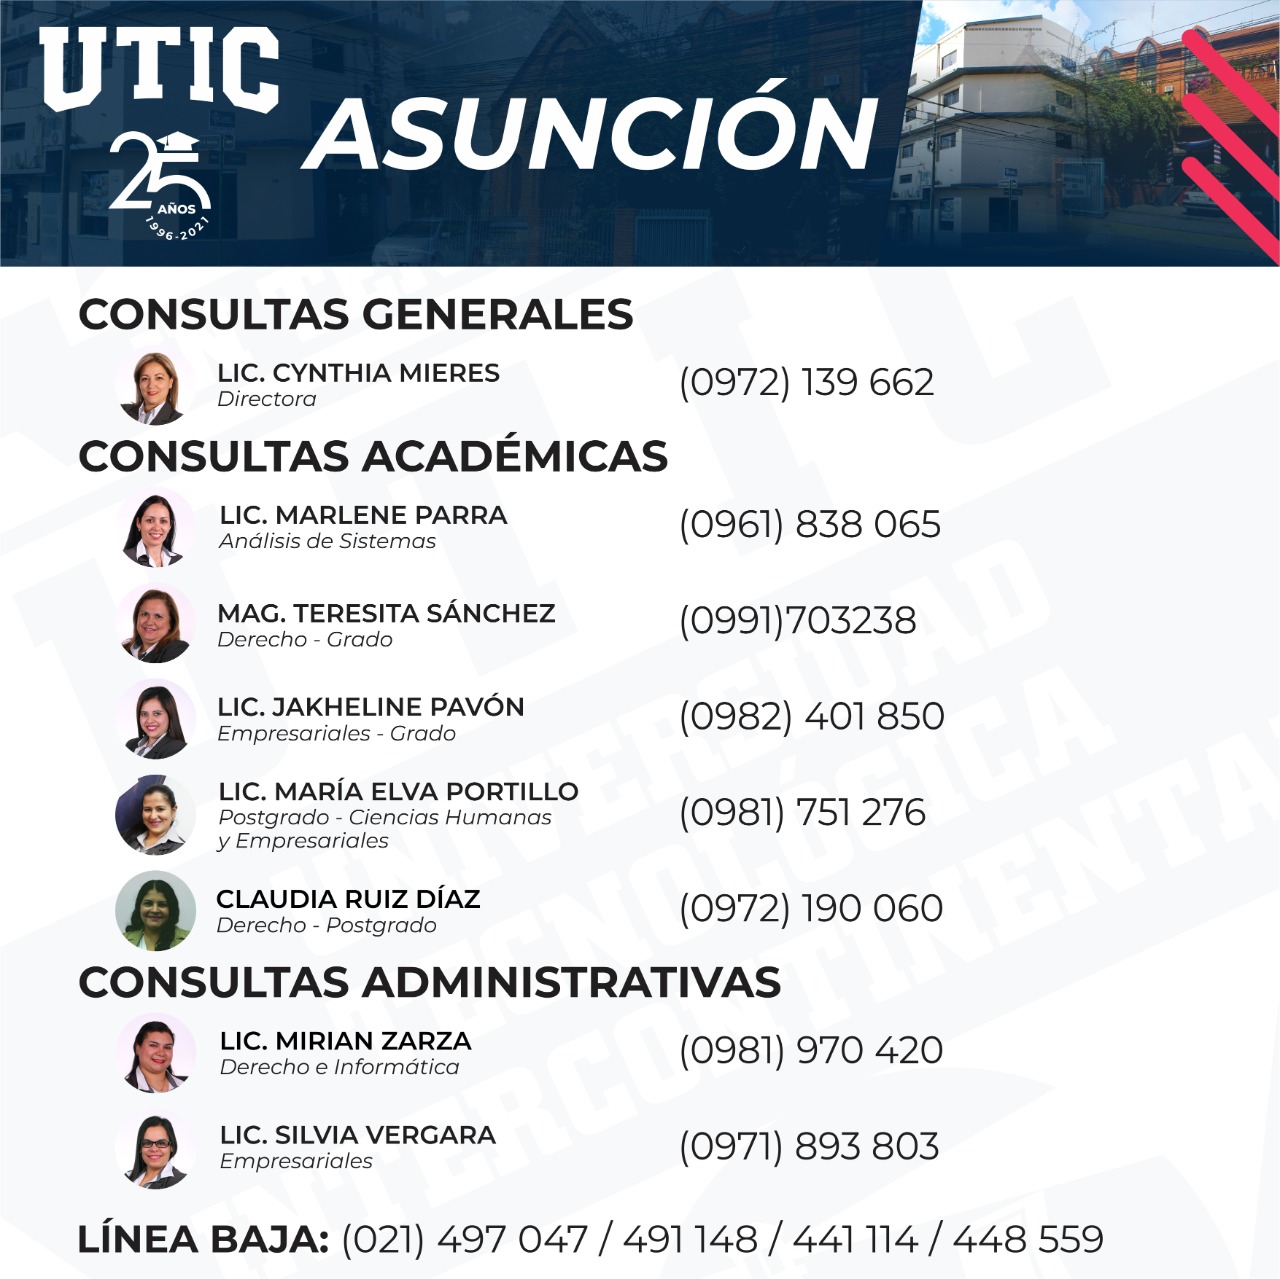 UTIC
ASUNCIÓN
25
AÑOS
1996-2021
CONSULTAS GENERALES
LIC. CYNTHIA MIERES
Directora
(0972) 139 662
CONSULTAS ACADÉMICAS
LIC. MARLENE PARRA
Análisis de Sistemas
(0961) 838 065
MAG. TERESITA SÁNCHEZ
Derecho - Grado
(0991)703238
LIC. JAKHELINE PAVÓN
Empresariales - Grado
(0982) 401 850
LIC. MARÍA ELVA PORTILLO
Postgrado - Ciencias Humanas
y Empresariales
(0981) 751 276
CLAUDIA RUIZ DÍAZ
Derecho - Postgrado
(0972) 190 060
CONSULTAS ADMINISTRATIVAS
LIC. MIRIAN ZARZA
Derecho e Informática
(0981) 970 420
LIC. SILVIA VERGARA
Empresariales
(0971) 893 803
LÍNEA BAJA: (021) 497 047 / 491 148 / 441 114 / 448 559
UTIC
UNIVERSIDAD
TECNOLÓGICA
INTERCONTINENTAL